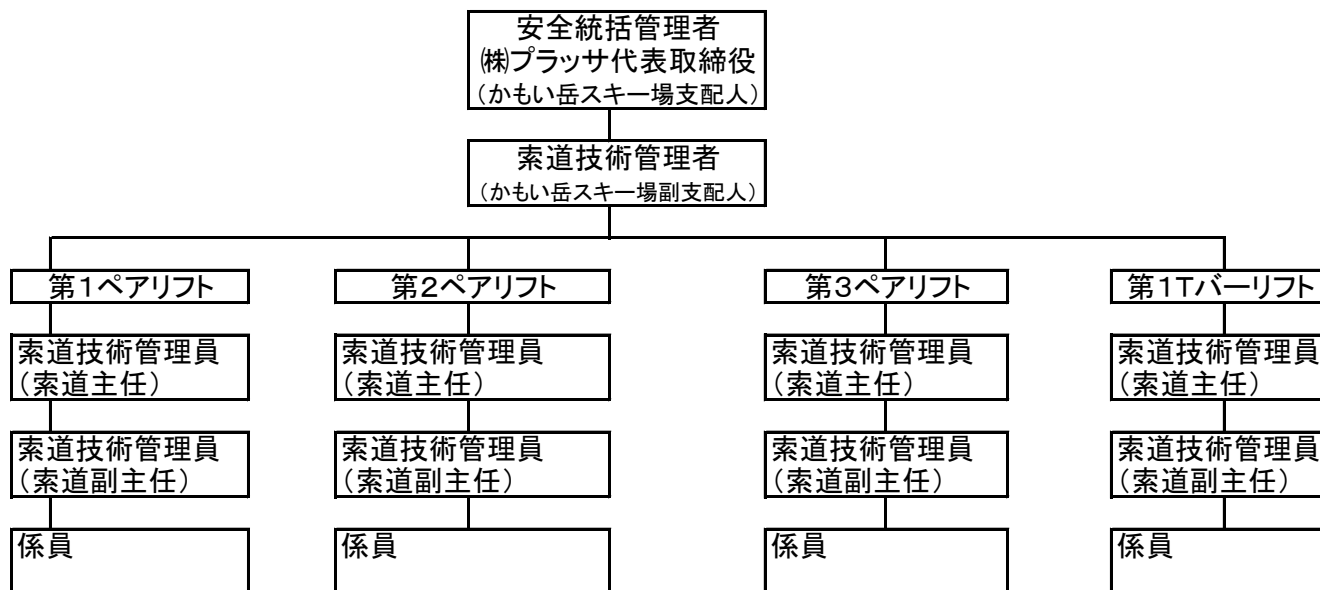 安全統括管理者
㈱プラッサ代表取締役
(かもい岳スキー場支配人)
索道技術管理者
(かもい岳スキー場副支配人)
第1ペアリフト
第2ペアリフト
第3ペアリフト
第1Tバーリフト
索道技術管理員
(索道主任)
索道技術管理員
(索道主任)
索道技術管理員
(索道主任)
索道技術管理員
(索道主任)
索道技術管理員
(索道副主任)
索道技術管理員
(索道副主任)
索道技術管理員
(索道副主任)
索道技術管理員
(索道副主任)
係員
係員
係員
係員